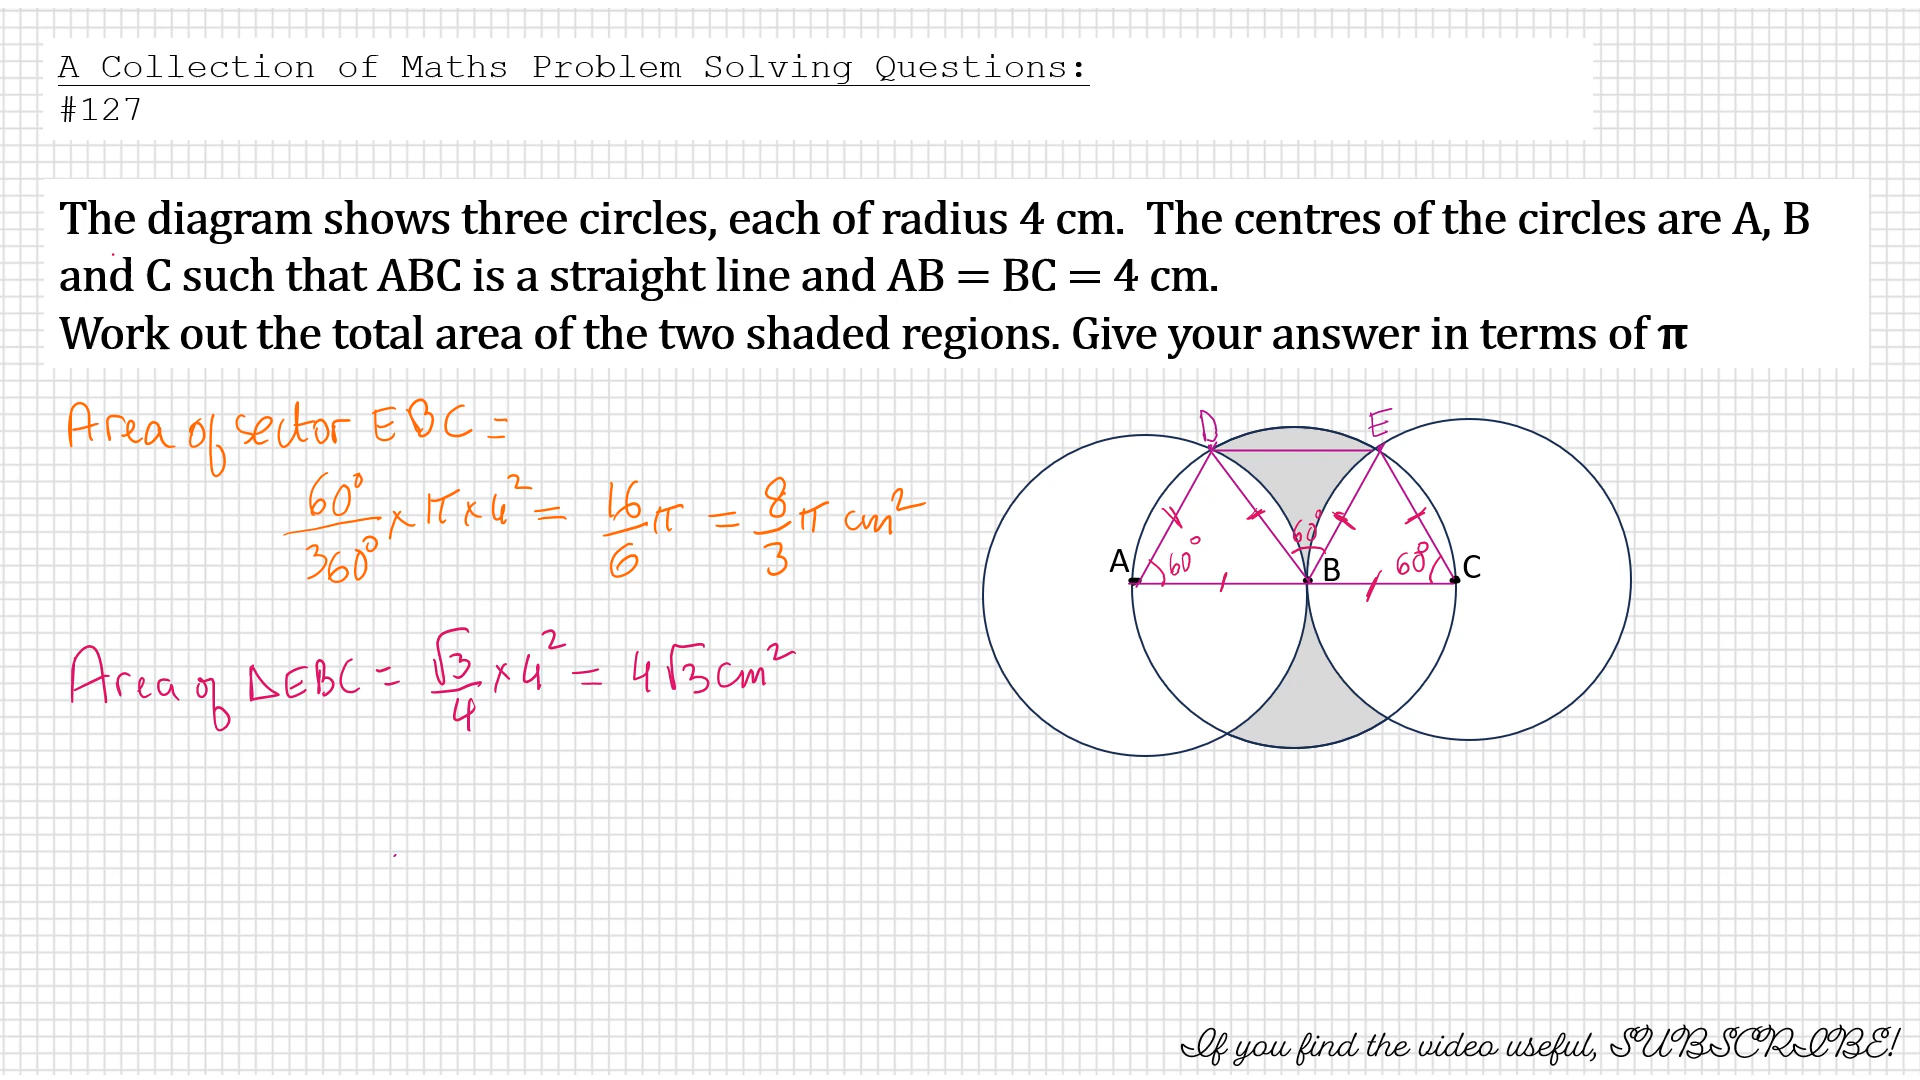 A Collection of Maths Problem Solving Questions:
#127
The diagram shows three circles, each of radius 4 cm. The centres of the circles are A, B
and C such that ABC is a straight line and AB = BC = 4 cm.
Work out the total area of the two shaded regions. Give your answer in terms of π
Area of sector EBC =
60°/360° × π × 4² = 16/6 π = 8/3 π cm²
Area of ΔEBC = √3/4 × 4² = 4√3 cm²
D E
60°
A 60° B 60° C
If you find the video useful, SUBSCRIBE!